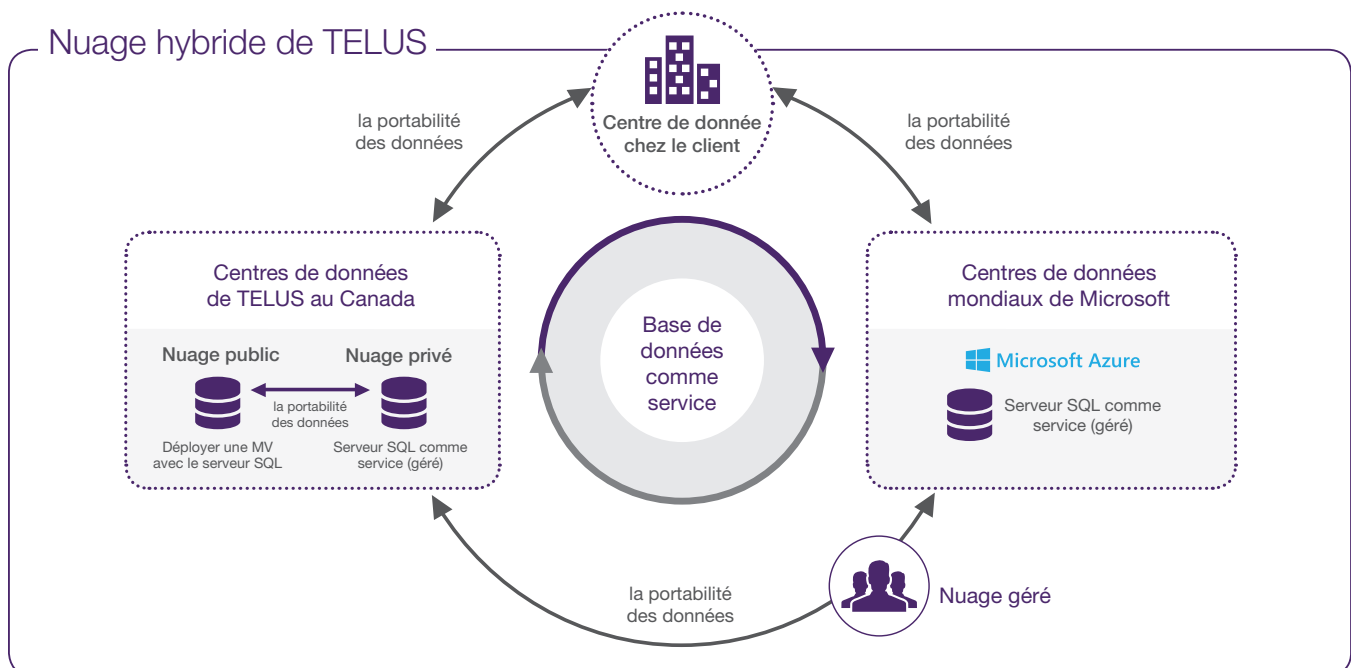 Nuage hybride de TELUS
Centre de donnée
chez le client
la portabilité
des données
la portabilité
des données
Centres de données
de TELUS au Canada
Nuage public
Nuage privé
la portabilité
des données
Déployer une MV
avec le serveur SQL
Serveur SQL comme
service (géré)
Base de
données
comme
service
Centres de données
mondiaux de Microsoft
Microsoft Azure
Serveur SQL comme
service (géré)
la portabilité
des données
Nuage géré